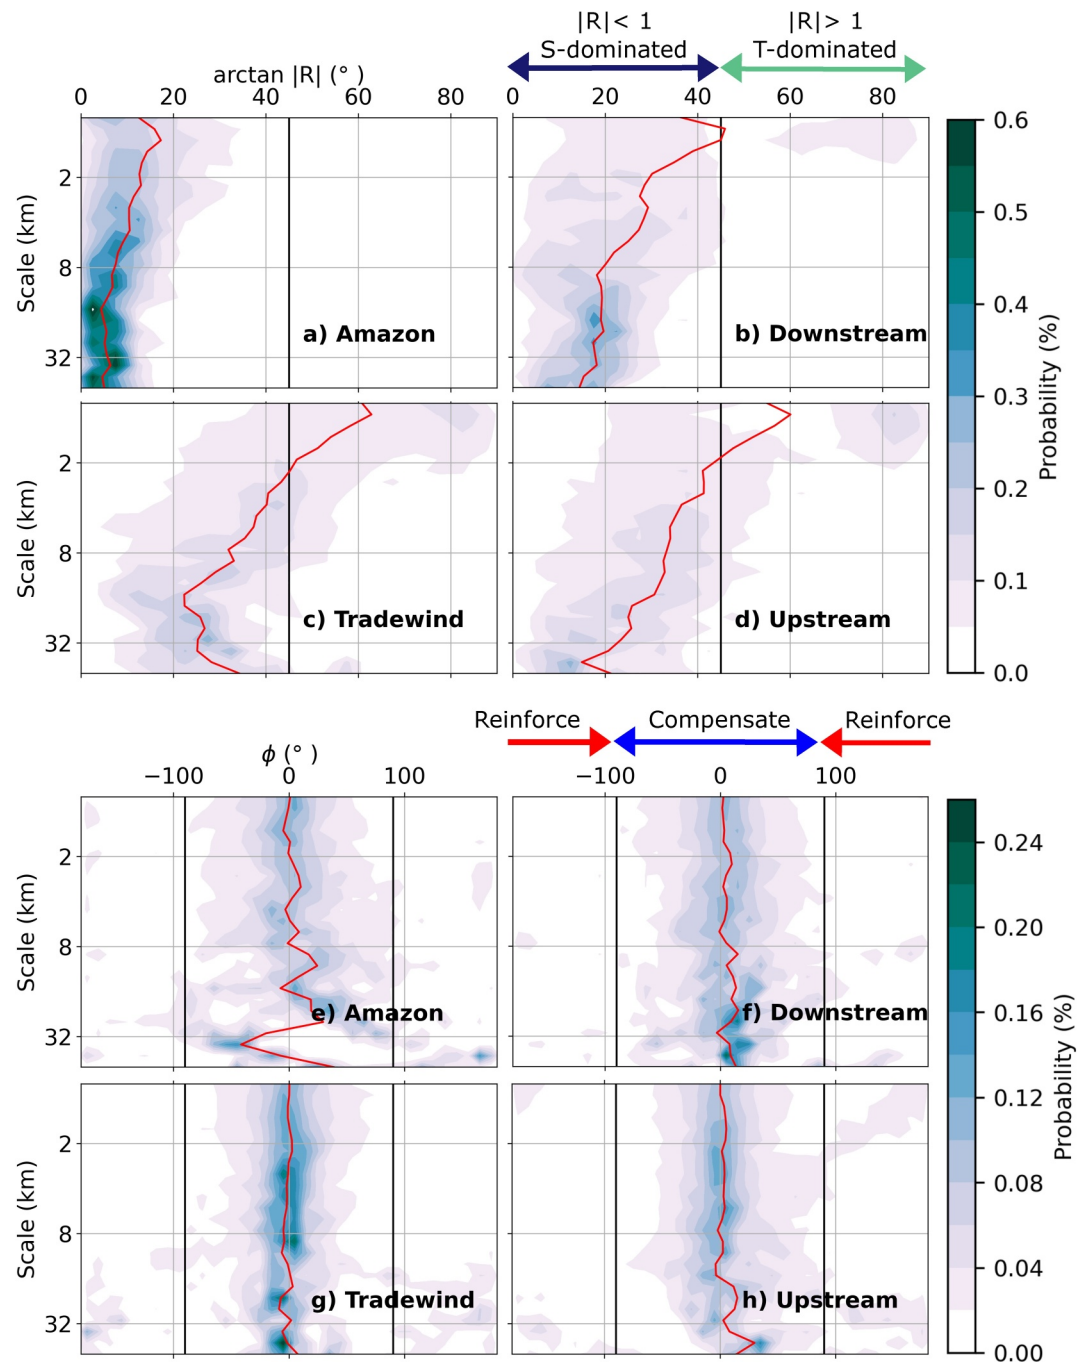 |R|< 1 |R|> 1
S-dominated T-dominated
arctan |R| (° )
0 20 40 60 80 0 20 40 60 80
Scale (km)
2
8
32
a) Amazon
b) Downstream
Scale (km)
2
8
32
c) Tradewind
d) Upstream
0.6
0.5
0.4
0.3
0.2
0.1
0.0
Probability (%)
Reinforce Compensate Reinforce
ϕ (° )
−100 0 100 −100 0 100
Scale (km)
2
8
32
e) Amazon
f) Downstream
Scale (km)
2
8
32
g) Tradewind
h) Upstream
0.24
0.20
0.16
0.12
0.08
0.04
0.00
Probability (%)